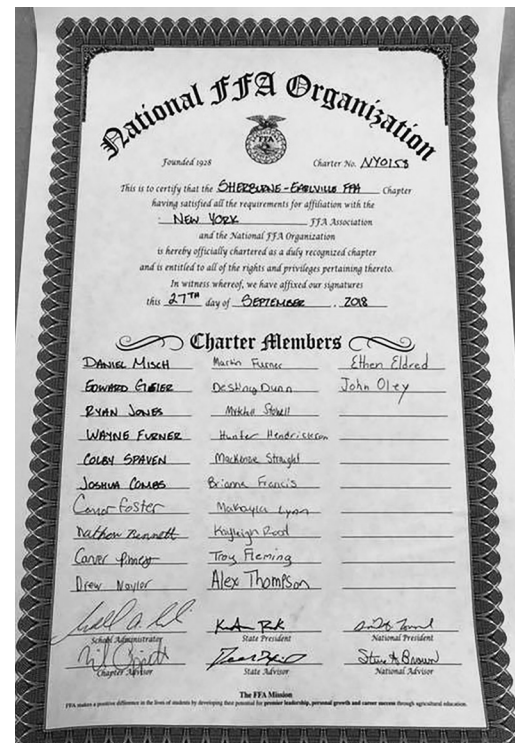 National FFA Organization
FFA
Founded 1928 Charter No. NY0158
This is to certify that the SHERBURNE-EARLVILLE FFA Chapter
having satisfied all the requirements for affiliation with the
NEW YORK FFA Association
and the National FFA Organization
is hereby officially chartered as a duly recognized chapter
and is entitled to all of the rights and privileges pertaining thereto.
In witness whereof, we have affixed our signatures
this 27TH day of SEPTEMBER, 2018
Charter Members
DANIEL MISCH Martin Furner Ethen Eldred
EDWARD Destiny Dunn John Oley
RYAN JONES
WAYNE FURNER Hunter Hendrickson
COLBY SPAVEN Mackenzie Straight
JOSHUA COMBS Brianna Francis
Connor Foster Makayla Lynn
Nathan Bennett Kayleigh Root
Carver Troy Fleming
Drew Naylor Alex Thompson
School Administrator State President National President
Steve A Brown
Chapter Advisor State Advisor National Advisor
The FFA Mission
FFA makes a positive difference in the lives of students by developing their potential for premier leadership, personal growth and career success through agricultural education.